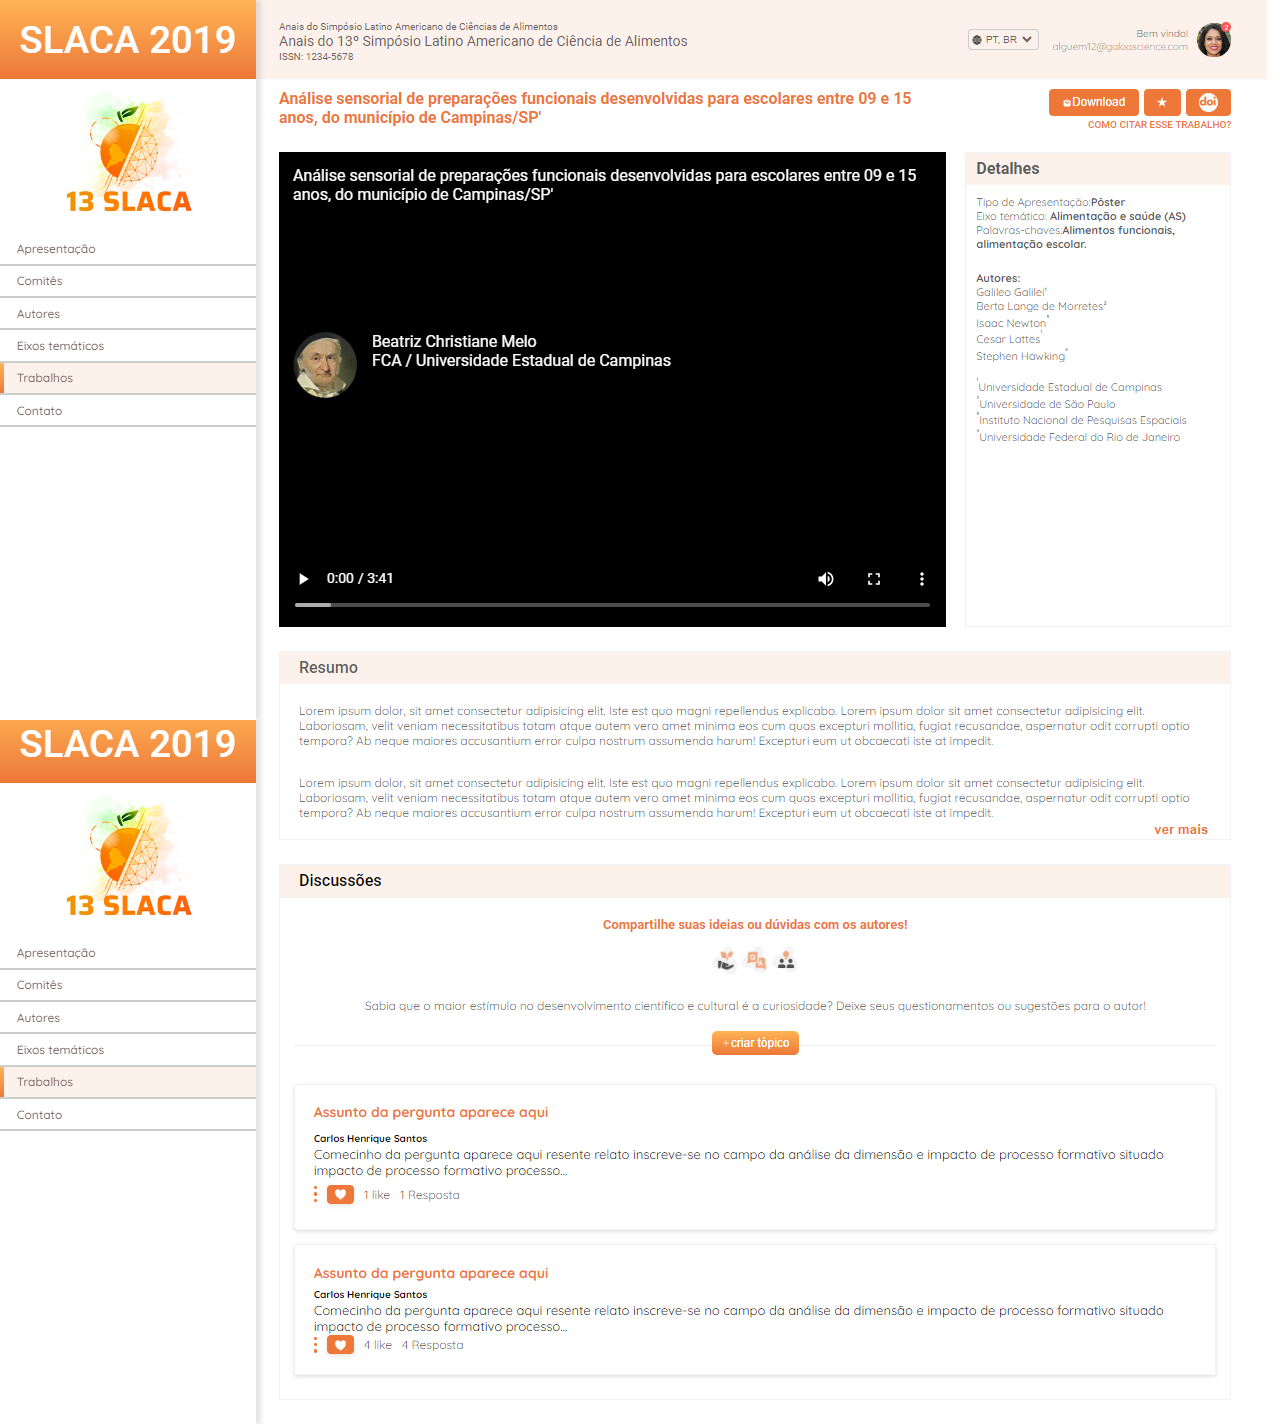 SLACA 2019
13 SLACA
Apresentação
Comitês
Autores
Eixos temáticos
Trabalhos
Contato
SLACA 2019
13 SLACA
Apresentação
Comitês
Autores
Eixos temáticos
Trabalhos
Contato
Anais do Simpósio Latino Americano de Ciências de Alimentos
Anais do 13º Simpósio Latino Americano de Ciência de Alimentos
ISSN: 1234-5678
PT, BR
Bem vindo!
alguem12@galoascience.com
2
Análise sensorial de preparações funcionais desenvolvidas para escolares entre 09 e 15
anos, do município de Campinas/SP'
Download
doi
COMO CITAR ESSE TRABALHO?
Análise sensorial de preparações funcionais desenvolvidas para escolares entre 09 e 15
anos, do município de Campinas/SP'
Beatriz Christiane Melo
FCA / Universidade Estadual de Campinas
0:00 / 3:41
Detalhes
Tipo de Apresentação:Pôster
Eixo temático: Alimentação e saúde (AS)
Palavras-chaves:Alimentos funcionais,
alimentação escolar.
Autores:
Galileo Galilei¹
Berta Lange de Morretes²
Isaac Newton³
Cesar Lattes¹
Stephen Hawking⁴
¹Universidade Estadual de Campinas
²Universidade de São Paulo
³Instituto Nacional de Pesquisas Espaciais
⁴Universidade Federal do Rio de Janeiro
Resumo
Lorem ipsum dolor, sit amet consectetur adipisicing elit. Iste est quo magni repellendus explicabo. Lorem ipsum dolor sit amet consectetur adipisicing elit.
Laboriosam, velit veniam necessitatibus totam atque autem vero amet minima eos cum quas excepturi mollitia, fugiat recusandae, aspernatur odit corrupti optio
tempora? Ab neque maiores accusantium error culpa nostrum assumenda harum! Excepturi eum ut obcaecati iste at impedit.
Lorem ipsum dolor, sit amet consectetur adipisicing elit. Iste est quo magni repellendus explicabo. Lorem ipsum dolor sit amet consectetur adipisicing elit.
Laboriosam, velit veniam necessitatibus totam atque autem vero amet minima eos cum quas excepturi mollitia, fugiat recusandae, aspernatur odit corrupti optio
tempora? Ab neque maiores accusantium error culpa nostrum assumenda harum! Excepturi eum ut obcaecati iste at impedit.
ver mais
Discussões
Compartilhe suas ideias ou dúvidas com os autores!
Sabia que o maior estímulo no desenvolvimento científico e cultural é a curiosidade? Deixe seus questionamentos ou sugestões para o autor!
+criar tòpico
Assunto da pergunta aparece aqui
Carlos Henrique Santos
Comecinho da pergunta aparece aqui resente relato inscreve-se no campo da análise da dimensão e impacto de processo formativo situado
impacto de processo formativo processo...
1 like 1 Resposta
Assunto da pergunta aparece aqui
Carlos Henrique Santos
Comecinho da pergunta aparece aqui resente relato inscreve-se no campo da análise da dimensão e impacto de processo formativo situado
impacto de processo formativo processo...
4 like 4 Resposta